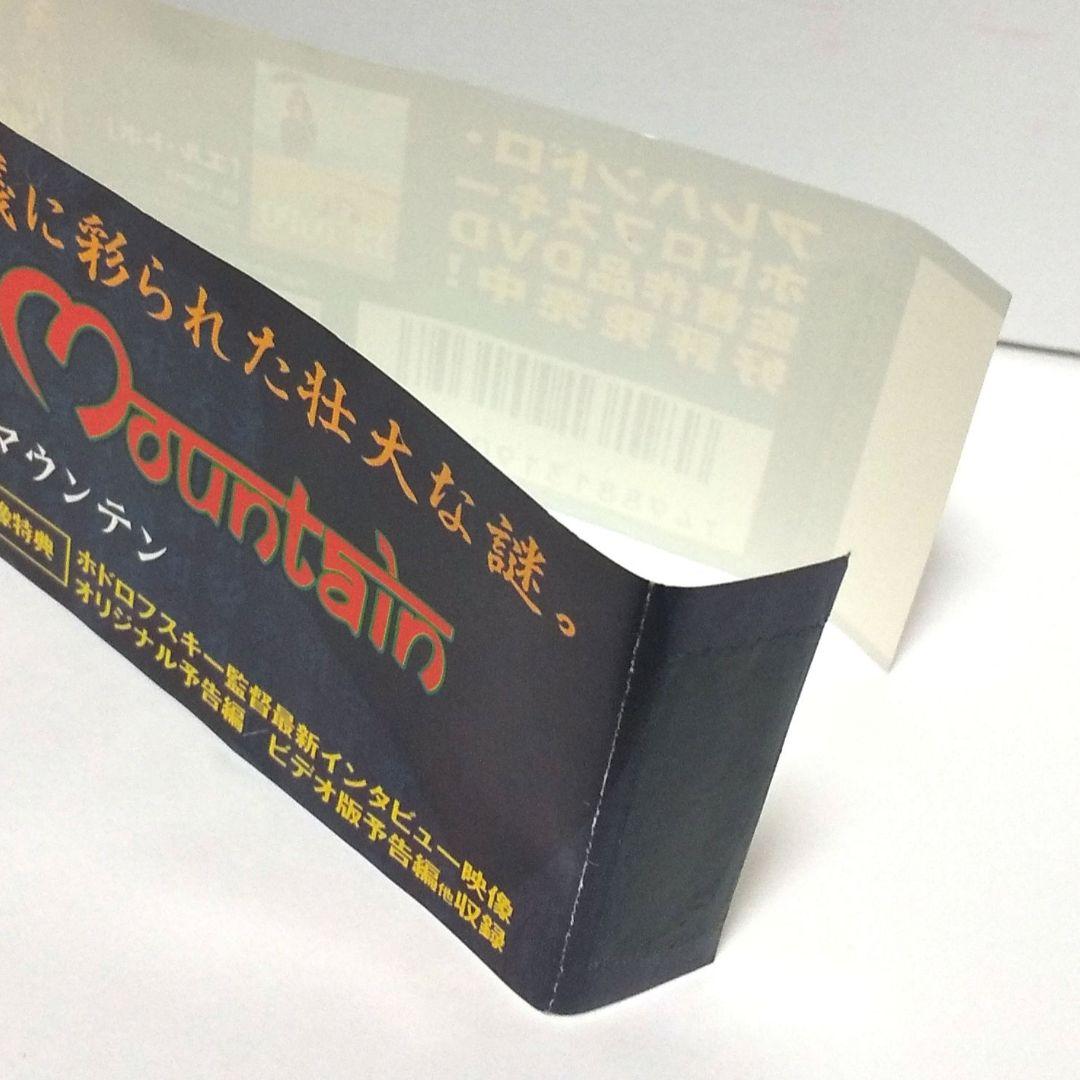 に彩られた壮大な謎。
Mountain
マウンテン
像特典
ホドロフスキー監督最新インタビュー映像
オリジナル予告編/ビデオ版予告編他収録
アレハンドロ・
ホドロフスキー
監督作品DVD
好評発売中!